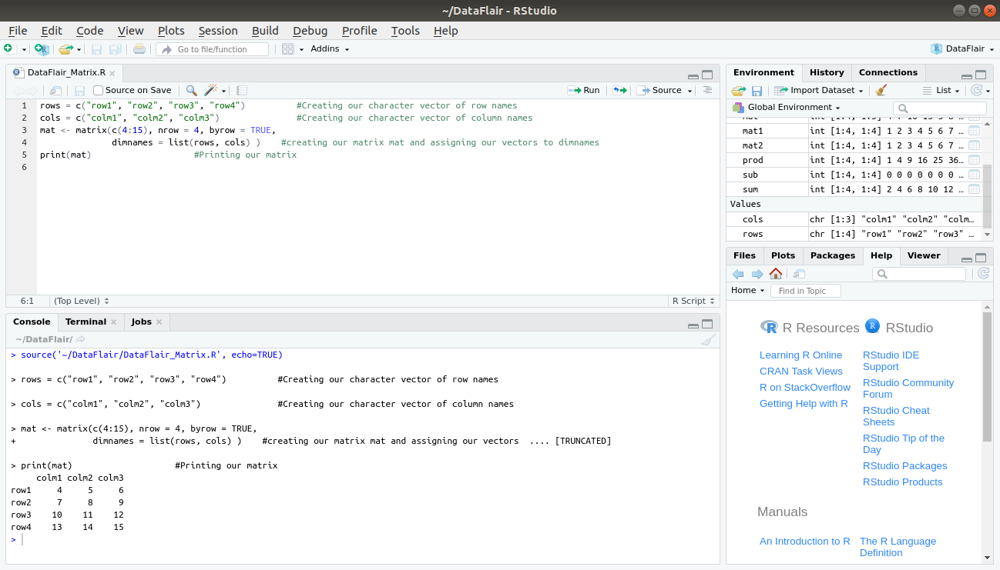 ~/DataFlair - RStudio
File Edit Code View Plots Session Build Debug Profile Tools Help
Go to file/function Addins DataFlair
DataFlair_Matrix.R
Source on Save Run Source
1 rows = c("row1", "row2", "row3", "row4") #Creating our character vector of row names
2 cols = c("colm1", "colm2", "colm3") #Creating our character vector of column names
3 mat <- matrix(c(4:15), nrow = 4, byrow = TRUE,
4 dimnames = list(rows, cols) ) #creating our matrix mat and assigning our vectors to dimnames
5 print(mat) #Printing our matrix
6
6:1 (Top Level) R Script
Console Terminal Jobs
~/DataFlair/
> source('~/DataFlair/DataFlair_Matrix.R', echo=TRUE)
> rows = c("row1", "row2", "row3", "row4") #Creating our character vector of row names
> cols = c("colm1", "colm2", "colm3") #Creating our character vector of column names
> mat <- matrix(c(4:15), nrow = 4, byrow = TRUE,
+ dimnames = list(rows, cols) ) #creating our matrix mat and assigning our vectors .... [TRUNCATED]
> print(mat) #Printing our matrix
colm1 colm2 colm3
row1 4 5 6
row2 7 8 9
row3 10 11 12
row4 13 14 15
>
Environment History Connections
Import Dataset List
Global Environment
mat1 int [1:4, 1:4] 1 2 3 4 5 6 7 …
mat2 int [1:4, 1:4] 1 2 3 4 5 6 7 …
prod int [1:4, 1:4] 1 4 9 16 25 36…
sub int [1:4, 1:4] 0 0 0 0 0 0 0 …
sum int [1:4, 1:4] 2 4 6 8 10 12 …
Values
cols chr [1:3] "colm1" "colm2" "colm…
rows chr [1:4] "row1" "row2" "row3" …
Files Plots Packages Help Viewer
Home Find in Topic
R Resources
Learning R Online
CRAN Task Views
R on StackOverflow
Getting Help with R
R RStudio
RStudio IDE
Support
RStudio Community
Forum
RStudio Cheat
Sheets
RStudio Tip of the
Day
RStudio Packages
RStudio Products
Manuals
An Introduction to R
The R Language
Definition